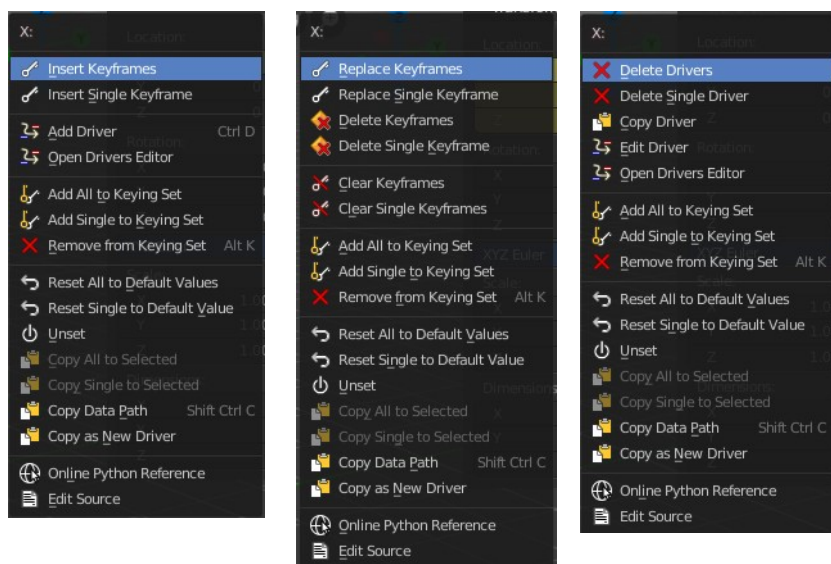 X:
Insert Keyframes
Insert Single Keyframe
Add Driver Ctrl D
Open Drivers Editor
Add All to Keying Set
Add Single to Keying Set
Remove from Keying Set Alt K
Reset All to Default Values
Reset Single to Default Value
Unset
Copy All to Selected
Copy Single to Selected
Copy Data Path Shift Ctrl C
Copy as New Driver
Online Python Reference
Edit Source
X:
Replace Keyframes
Replace Single Keyframe
Delete Keyframes
Delete Single Keyframe
Clear Keyframes
Clear Single Keyframes
Add All to Keying Set
Add Single to Keying Set
Remove from Keying Set Alt K
Reset All to Default Values
Reset Single to Default Value
Unset
Copy All to Selected
Copy Single to Selected
Copy Data Path Shift Ctrl C
Copy as New Driver
Online Python Reference
Edit Source
X:
Delete Drivers
Delete Single Driver
Copy Driver
Edit Driver
Open Drivers Editor
Add All to Keying Set
Add Single to Keying Set
Remove from Keying Set Alt K
Reset All to Default Values
Reset Single to Default Value
Unset
Copy All to Selected
Copy Single to Selected
Copy Data Path Shift Ctrl C
Copy as New Driver
Online Python Reference
Edit Source